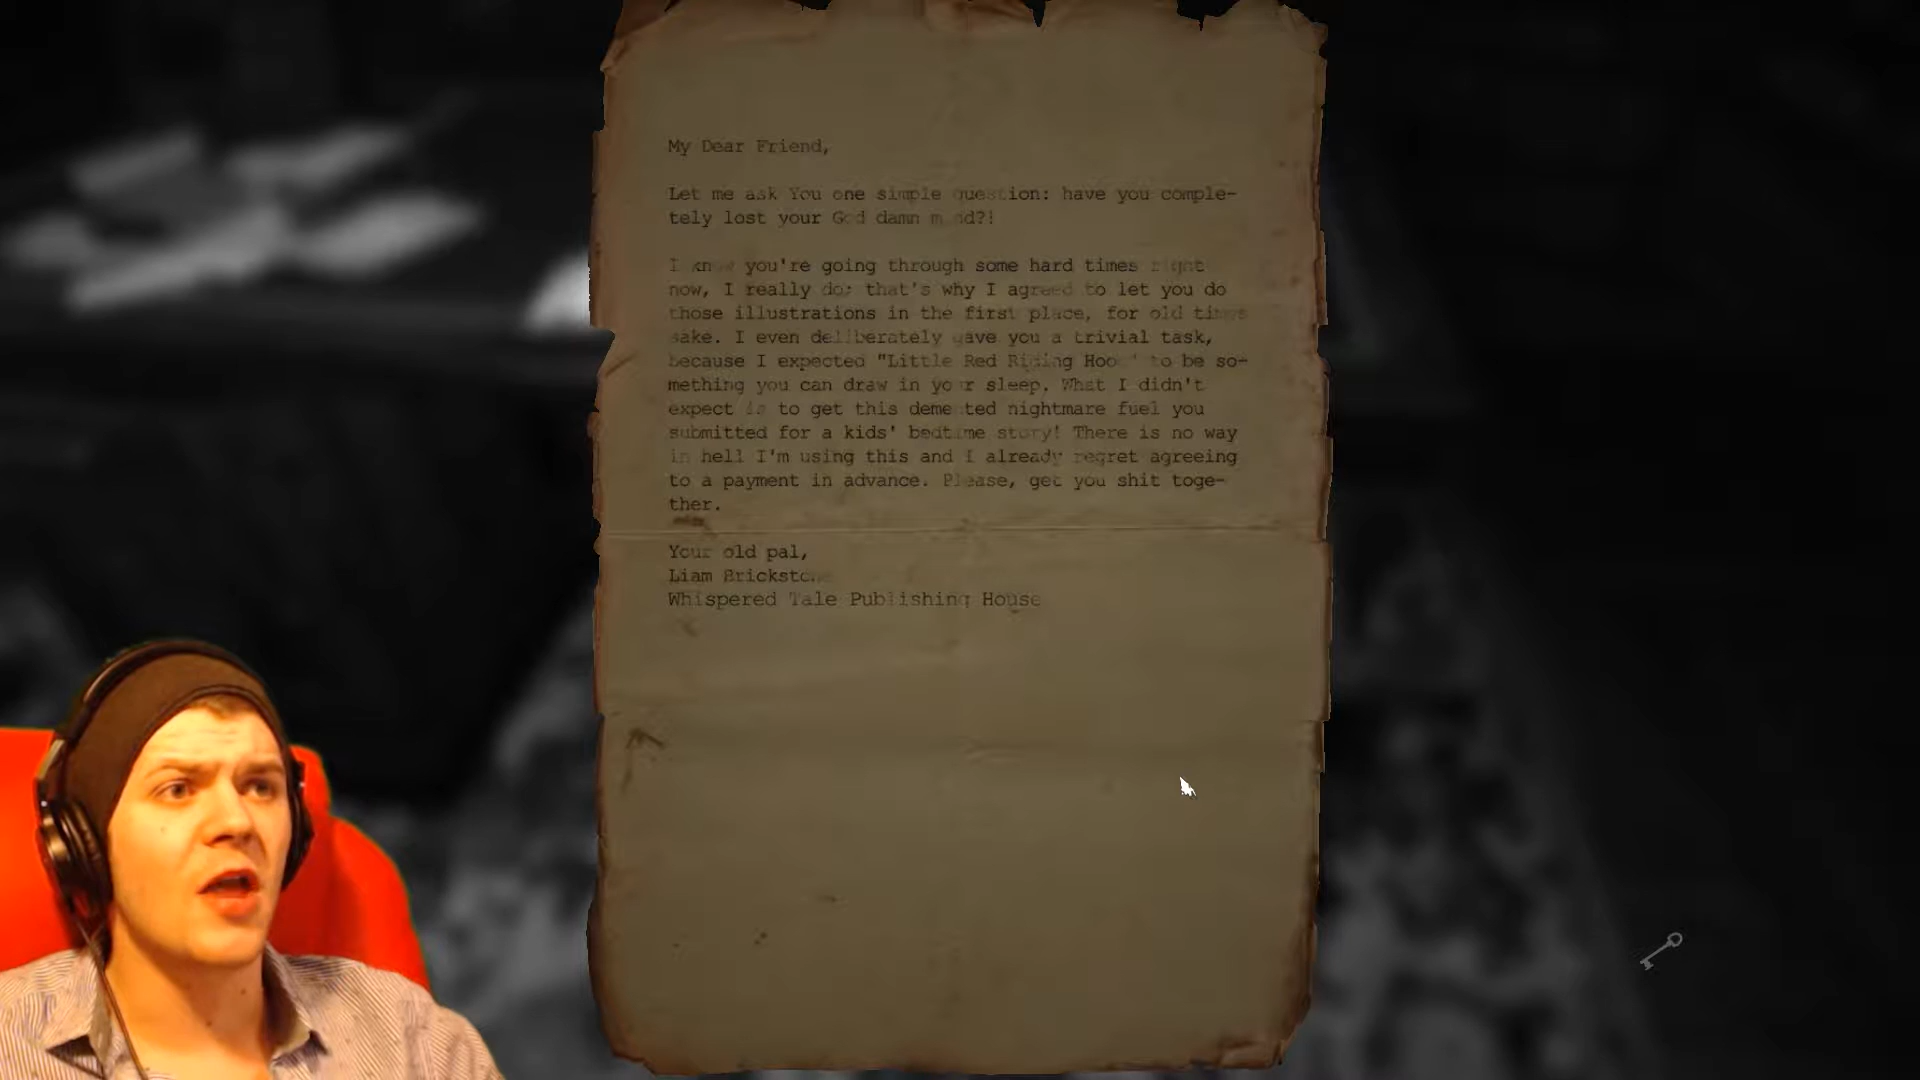 My Dear Friend,
Let me ask You one simple question: have you comple-
tely lost your God damn mind?!
I know you're going through some hard times right
now, I really do; that's why I agreed to let you do
those illustrations in the first place, for old times
sake. I even deliberately gave you a trivial task,
because I expected "Little Red Riding Hood" to be so-
mething you can draw in your sleep. What I didn't
expect is to get this demented nightmare fuel you
submitted for a kids' bedtime story! There is no way
in hell I'm using this and I already regret agreeing
to a payment in advance. Please, get you shit toge-
ther.
Your old pal,
Liam Brickstone
Whispered Tale Publishing House